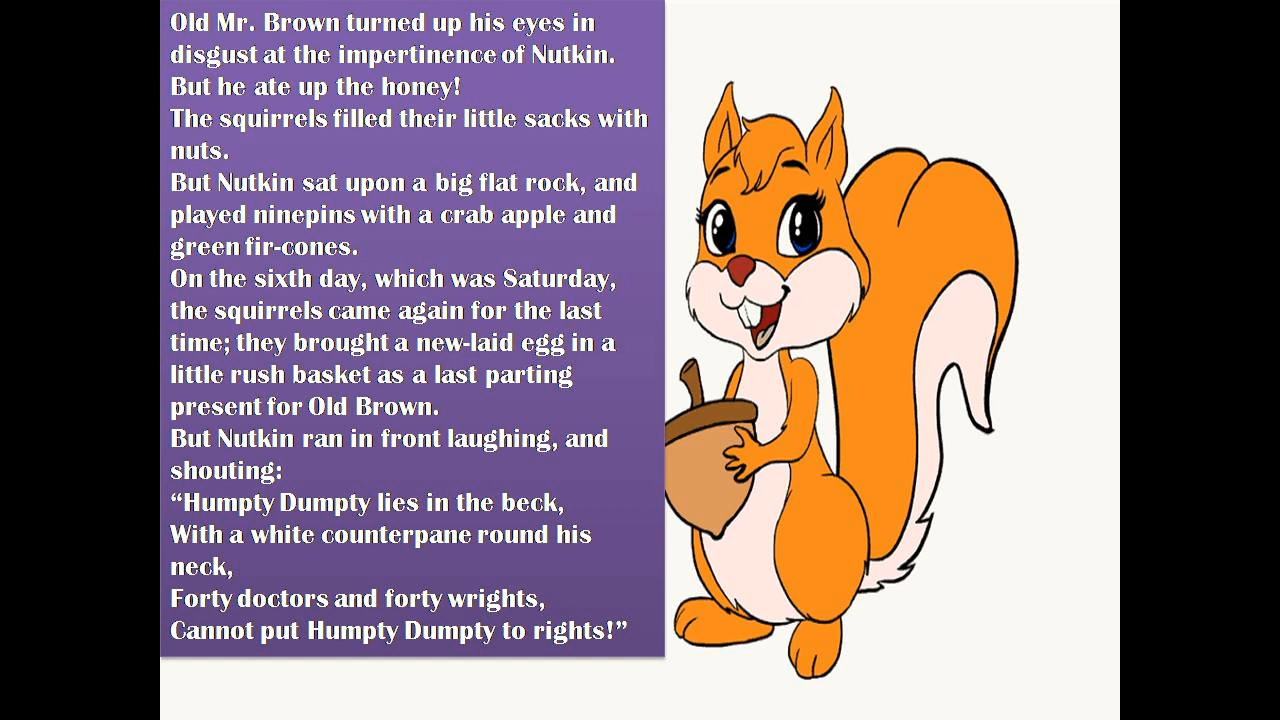 Old Mr. Brown turned up his eyes in
disgust at the impertinence of Nutkin.
But he ate up the honey!
The squirrels filled their little sacks with
nuts.
But Nutkin sat upon a big flat rock, and
played ninepins with a crab apple and
green fir-cones.
On the sixth day, which was Saturday,
the squirrels came again for the last
time; they brought a new-laid egg in a
little rush basket as a last parting
present for Old Brown.
But Nutkin ran in front laughing, and
shouting:
“Humpty Dumpty lies in the beck,
With a white counterpane round his
neck,
Forty doctors and forty wrights,
Cannot put Humpty Dumpty to rights!”